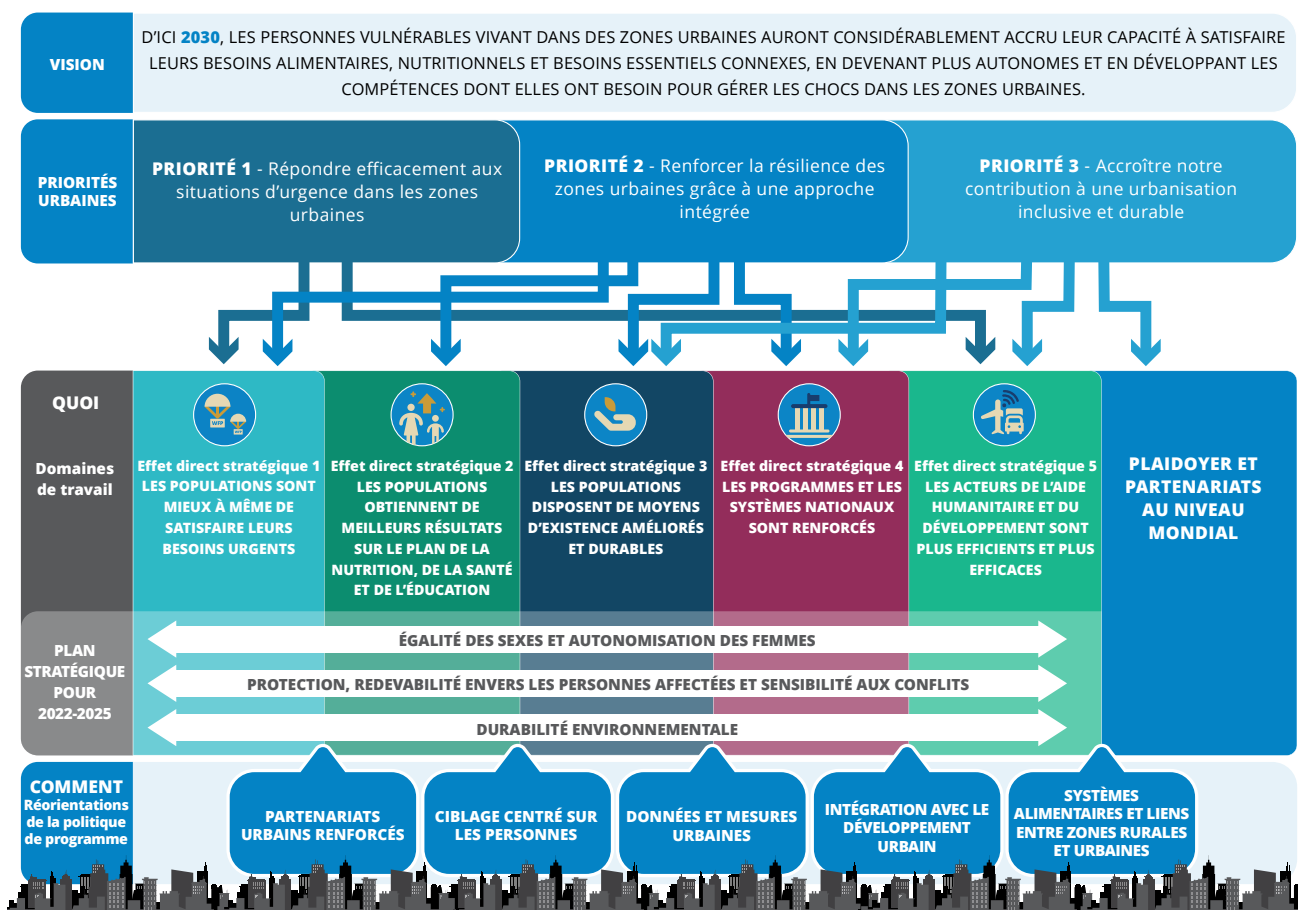 VISION
D'ICI 2030, LES PERSONNES VULNÉRABLES VIVANT DANS DES ZONES URBAINES AURONT CONSIDÉRABLEMENT ACCRU LEUR CAPACITÉ À SATISFAIRE
LEURS BESOINS ALIMENTAIRES, NUTRITIONNELS ET BESOINS ESSENTIELS CONNEXES, EN DEVENANT PLUS AUTONOMES ET EN DÉVELOPPANT LES
COMPÉTENCES DONT ELLES ONT BESOIN POUR GÉRER LES CHOCS DANS LES ZONES URBAINES.
PRIORITÉS
URBAINES
PRIORITÉ 1 - Répondre efficacement aux
situations d'urgence dans les zones
urbaines
PRIORITÉ 2 - Renforcer la résilience des
zones urbaines grâce à une approche
intégrée
PRIORITÉ 3 - Accroître notre
contribution à une urbanisation
inclusive et durable
QUOI
Domaines
de travail
WFP
WFP
Effet direct stratégique 1
LES POPULATIONS SONT
MIEUX À MÊME DE
SATISFAIRE LEURS
BESOINS URGENTS
Effet direct stratégique 2
LES POPULATIONS
OBTIENNENT DE
MEILLEURS RÉSULTATS
SUR LE PLAN DE LA
NUTRITION, DE LA SANTÉ
ET DE L'ÉDUCATION
Effet direct stratégique 3
LES POPULATIONS
DISPOSENT DE MOYENS
D'EXISTENCE AMÉLIORÉS
ET DURABLES
Effet direct stratégique 4
LES PROGRAMMES ET LES
SYSTÈMES NATIONAUX
SONT RENFORCÉS
Effet direct stratégique 5
LES ACTEURS DE L'AIDE
HUMANITAIRE ET DU
DÉVELOPPEMENT SONT
PLUS EFFICIENTS ET PLUS
EFFICACES
PLAIDOYER ET
PARTENARIATS
AU NIVEAU
MONDIAL
PLAN
STRATÉGIQUE
POUR
2022-2025
ÉGALITÉ DES SEXES ET AUTONOMISATION DES FEMMES
PROTECTION, REDEVABILITÉ ENVERS LES PERSONNES AFFECTÉES ET SENSIBILITÉ AUX CONFLITS
DURABILITÉ ENVIRONNEMENTALE
COMMENT
Réorientations
de la politique
de programme
PARTENARIATS
URBAINS RENFORCÉS
CIBLAGE CENTRÉ SUR
LES PERSONNES
DONNÉES ET MESURES
URBAINES
INTÉGRATION AVEC LE
DÉVELOPPEMENT
URBAIN
SYSTÈMES
ALIMENTAIRES ET LIENS
ENTRE ZONES RURALES
ET URBAINES